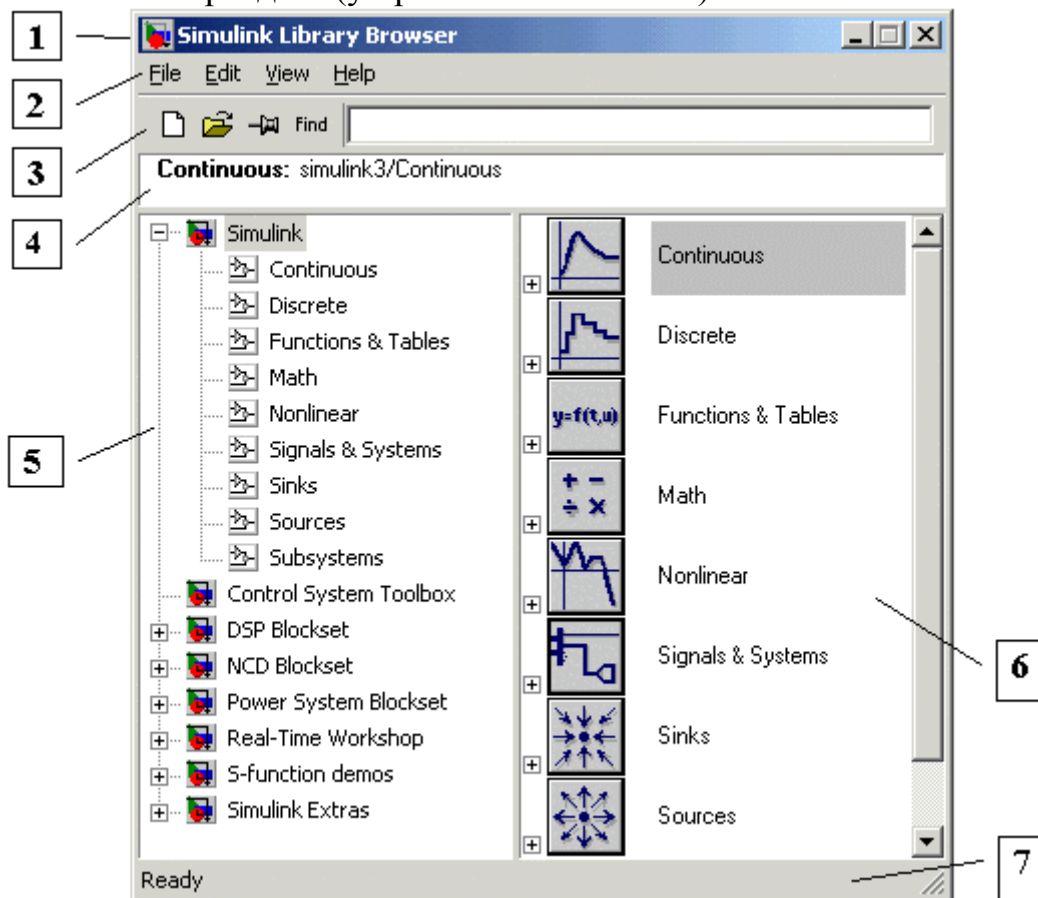 1
Simulink Library Browser
2
File Edit View Help
3
Find
4
Continuous: simulink3/Continuous
5
Simulink
Continuous
Discrete
Functions & Tables
Math
Nonlinear
Signals & Systems
Sinks
Sources
Subsystems
Control System Toolbox
DSP Blockset
NCD Blockset
Power System Blockset
Real-Time Workshop
S-function demos
Simulink Extras
Continuous
Discrete
y=f(t,u)
Functions & Tables
+ −
÷ ×
Math
Nonlinear
Signals & Systems
Sinks
Sources
6
7
Ready